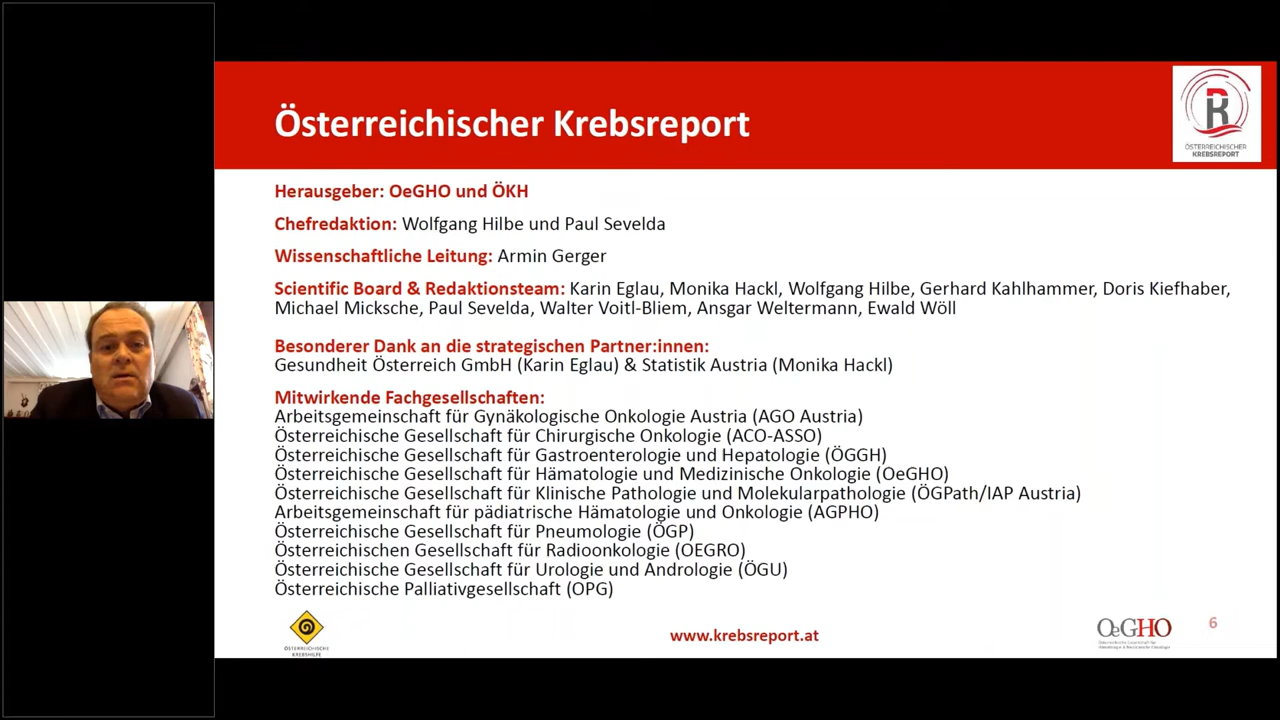 Österreichischer Krebsreport
ÖSTERREICHISCHER
KREBSREPORT
Herausgeber: OeGHO und ÖKH
Chefredaktion: Wolfgang Hilbe und Paul Sevelda
Wissenschaftliche Leitung: Armin Gerger
Scientific Board & Redaktionsteam: Karin Eglau, Monika Hackl, Wolfgang Hilbe, Gerhard Kahlhammer, Doris Kiefhaber,
Michael Micksche, Paul Sevelda, Walter Voitl-Bliem, Ansgar Weltermann, Ewald Wöll
Besonderer Dank an die strategischen Partner:innen:
Gesundheit Österreich GmbH (Karin Eglau) & Statistik Austria (Monika Hackl)
Mitwirkende Fachgesellschaften:
Arbeitsgemeinschaft für Gynäkologische Onkologie Austria (AGO Austria)
Österreichische Gesellschaft für Chirurgische Onkologie (ACO-ASSO)
Österreichische Gesellschaft für Gastroenterologie und Hepatologie (ÖGGH)
Österreichische Gesellschaft für Hämatologie und Medizinische Onkologie (OeGHO)
Österreichische Gesellschaft für Klinische Pathologie und Molekularpathologie (ÖGPath/IAP Austria)
Arbeitsgemeinschaft für pädiatrische Hämatologie und Onkologie (AGPHO)
Österreichische Gesellschaft für Pneumologie (ÖGP)
Österreichischen Gesellschaft für Radioonkologie (OEGRO)
Österreichische Gesellschaft für Urologie und Andrologie (ÖGU)
Österreichische Palliativgesellschaft (OPG)
ÖSTERREICHISCHE
KREBSHILFE
www.krebsreport.at
OeGHO
6